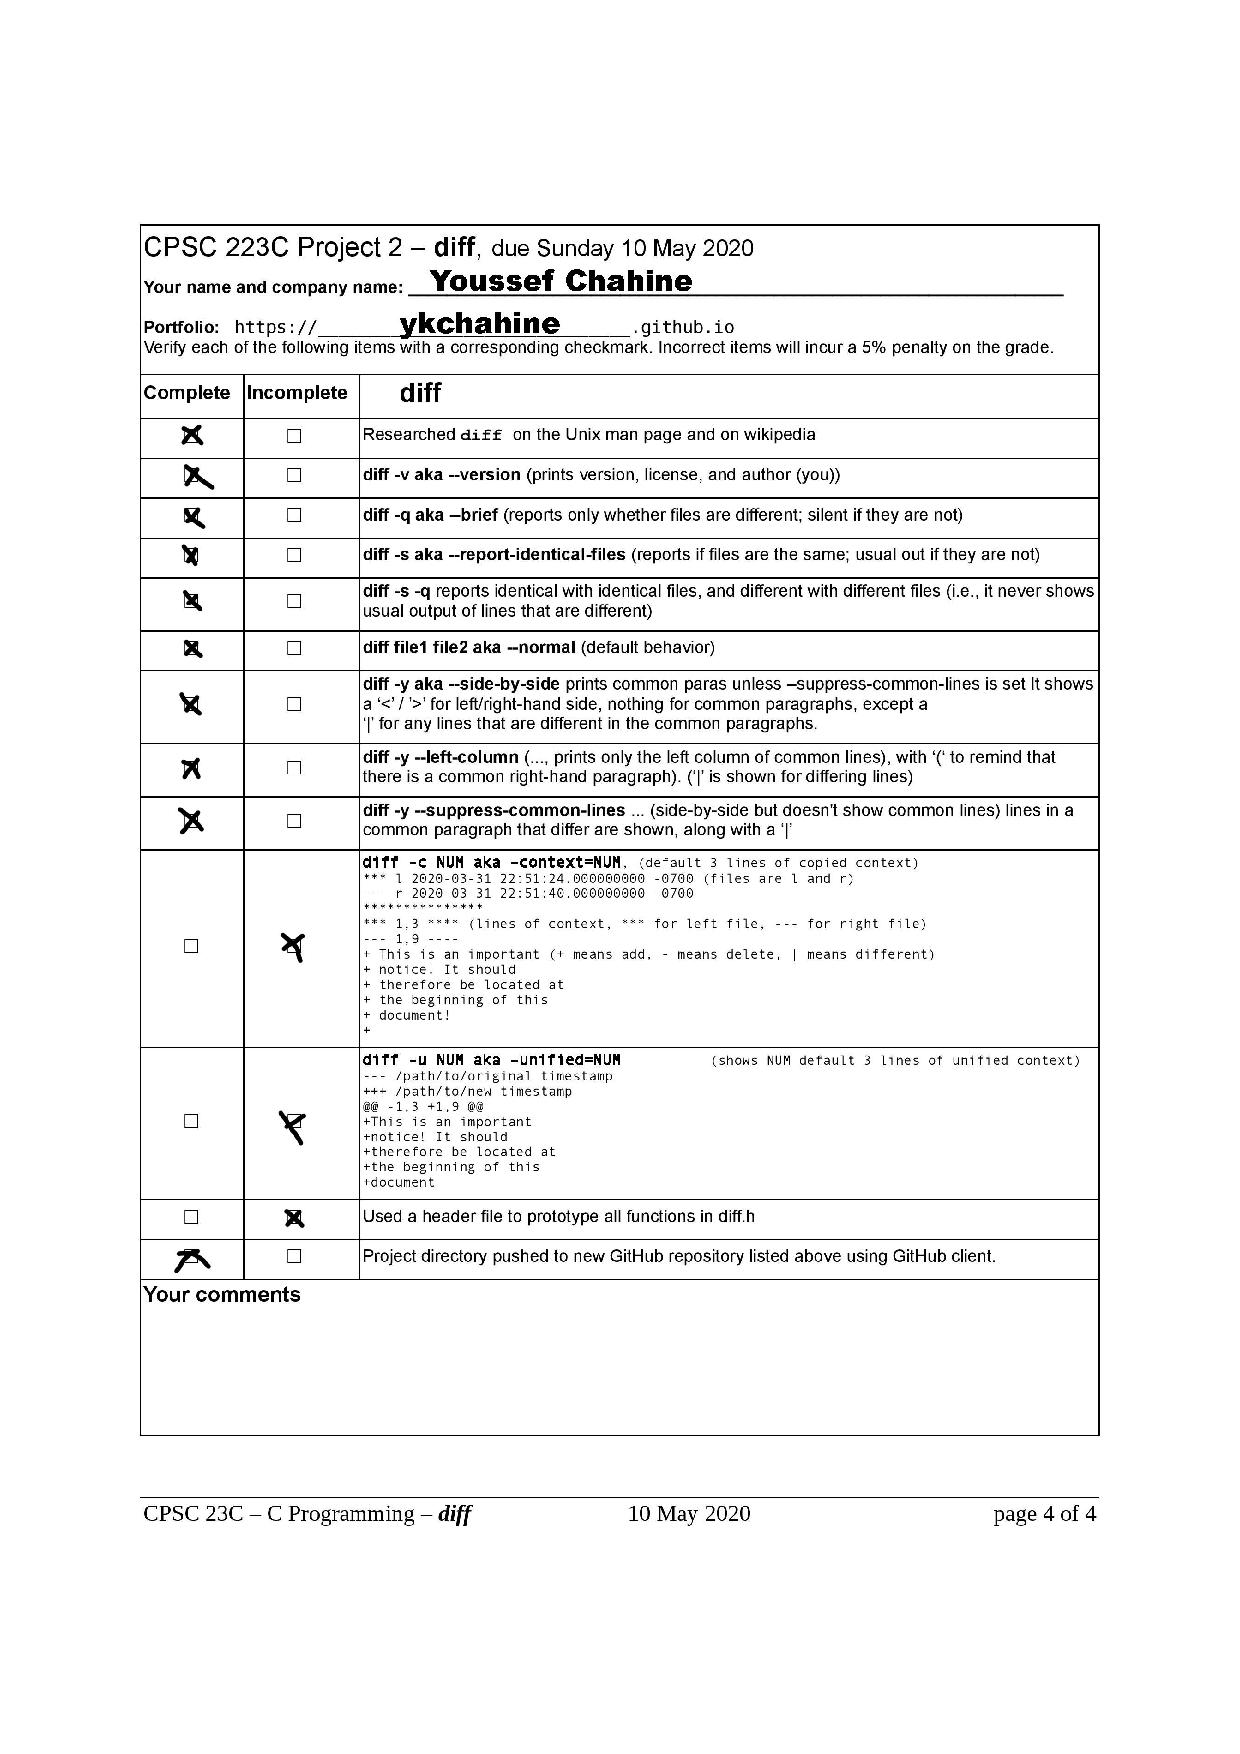 CPSC 223C Project 2 – diff, due Sunday 10 May 2020
Your name and company name: Youssef Chahine
Portfolio: https://ykchahine.github.io
Verify each of the following items with a corresponding checkmark. Incorrect items will incur a 5% penalty on the grade.
Complete Incomplete diff
☒ ☐ Researched diff on the Unix man page and on wikipedia
☒ ☐ diff -v aka --version (prints version, license, and author (you))
☒ ☐ diff -q aka --brief (reports only whether files are different; silent if they are not)
☒ ☐ diff -s aka --report-identical-files (reports if files are the same; usual out if they are not)
☒ ☐ diff -s -q reports identical with identical files, and different with different files (i.e., it never shows
usual output of lines that are different)
☒ ☐ diff file1 file2 aka --normal (default behavior)
☒ ☐ diff -y aka --side-by-side prints common paras unless –suppress-common-lines is set It shows
a ‘<’ / ’>’ for left/right-hand side, nothing for common paragraphs, except a
‘|’ for any lines that are different in the common paragraphs.
☒ ☐ diff -y --left-column (..., prints only the left column of common lines), with ‘(‘ to remind that
there is a common right-hand paragraph). (‘|’ is shown for differing lines)
☒ ☐ diff -y --suppress-common-lines ... (side-by-side but doesn't show common lines) lines in a
common paragraph that differ are shown, along with a ‘|’
diff -c NUM aka –context=NUM, (default 3 lines of copied context)
*** l 2020-03-31 22:51:24.000000000 -0700 (files are l and r)
--- r 2020-03-31 22:51:40.000000000 -0700
***************
*** 1,3 **** (lines of context, *** for left file, --- for right file)
☐ ☒ --- 1,9 ----
+ This is an important (+ means add, - means delete, | means different)
+ notice. It should
+ therefore be located at
+ the beginning of this
+ document!
+
diff -u NUM aka –unified=NUM (shows NUM default 3 lines of unified context)
--- /path/to/original timestamp
+++ /path/to/new timestamp
@@ -1,3 +1,9 @@
☐ ☒ +This is an important
+notice! It should
+therefore be located at
+the beginning of this
+document
☐ ☒ Used a header file to prototype all functions in diff.h
☒ ☐ Project directory pushed to new GitHub repository listed above using GitHub client.
Your comments
CPSC 23C – C Programming – diff 10 May 2020 page 4 of 4